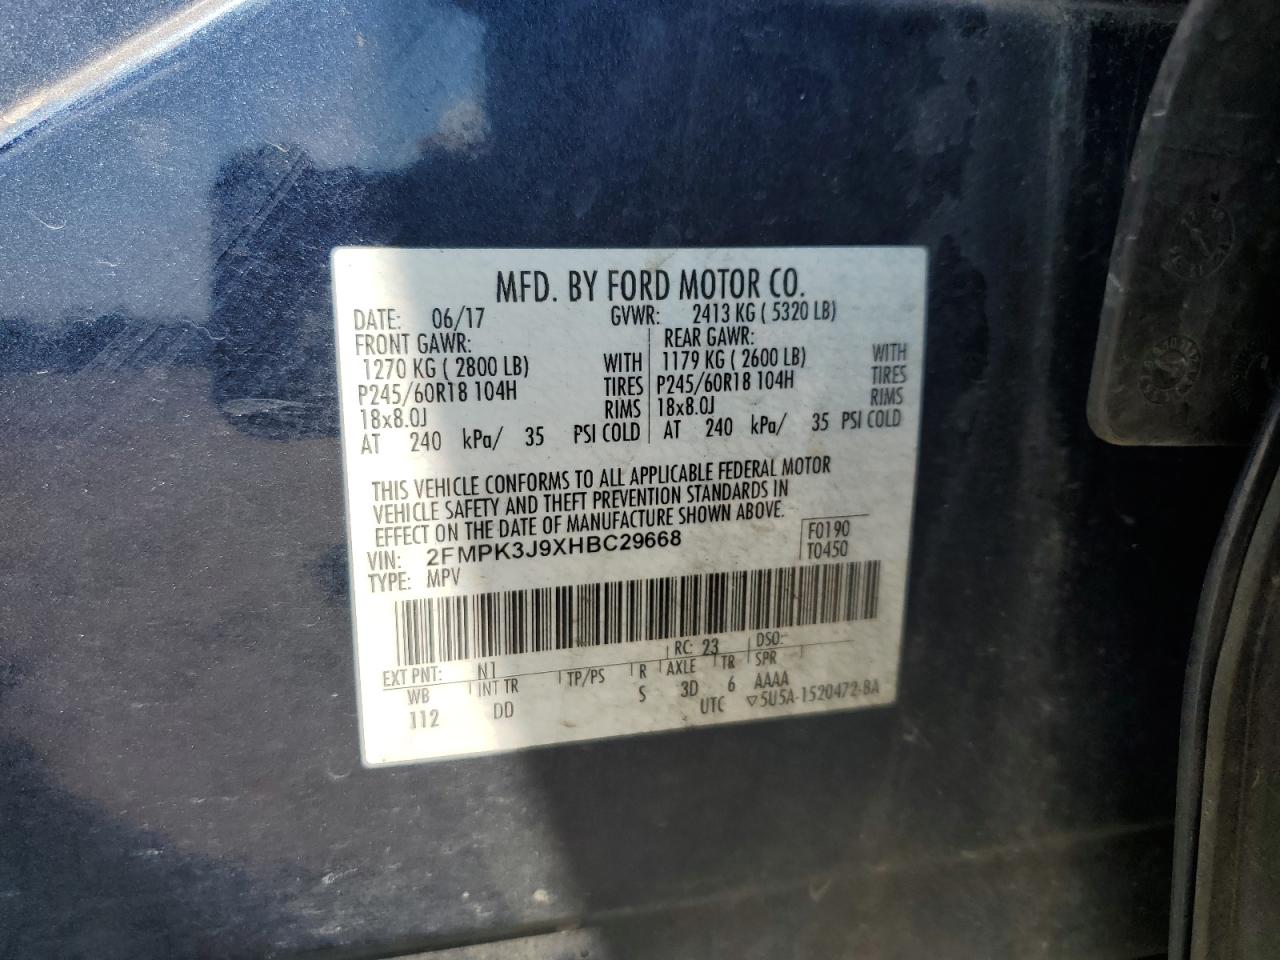 MFD. BY FORD MOTOR CO.
DATE: 06/17 GVWR: 2413 KG ( 5320 LB)
FRONT GAWR: REAR GAWR:
1270 KG ( 2800 LB) WITH 1179 KG ( 2600 LB) WITH
P245/60R18 104H TIRES P245/60R18 104H TIRES
18x8.0J RIMS 18x8.0J RIMS
AT 240 kPa/ 35 PSI COLD AT 240 kPa/ 35 PSI COLD
THIS VEHICLE CONFORMS TO ALL APPLICABLE FEDERAL MOTOR
VEHICLE SAFETY AND THEFT PREVENTION STANDARDS IN
EFFECT ON THE DATE OF MANUFACTURE SHOWN ABOVE.
VIN: 2FMPK3J9XHBC29668 F0190
TYPE: MPV T0450
EXT PNT: N1 RC: 23 DSO:
WB INT TR TP/PS R AXLE TR SPR
112 DD S 3D 6 AAAA
UTC ▽5U5A-1520472-BA